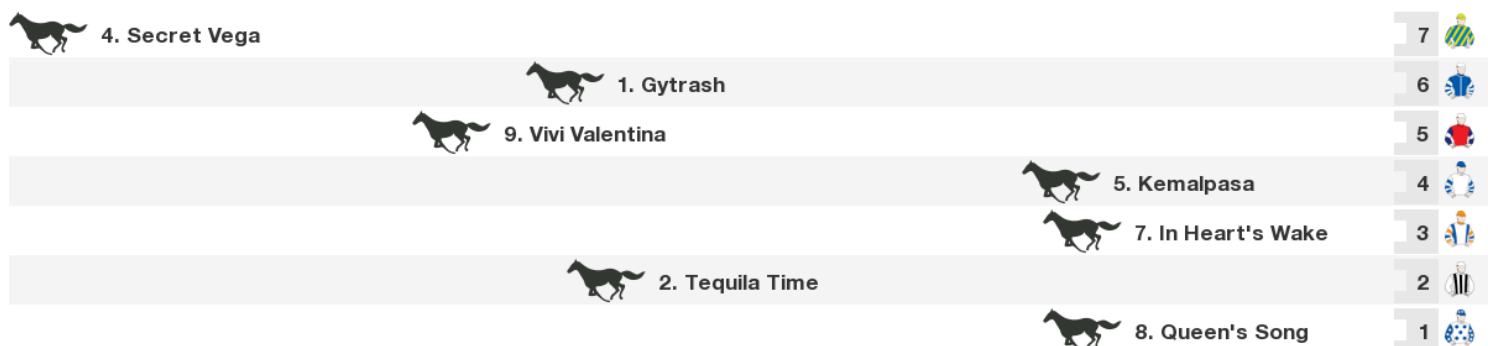 4. Secret Vega 7
1. Gytrash 6
9. Vivi Valentina 5
5. Kemalpasa 4
7. In Heart's Wake 3
2. Tequila Time 2
8. Queen's Song 1